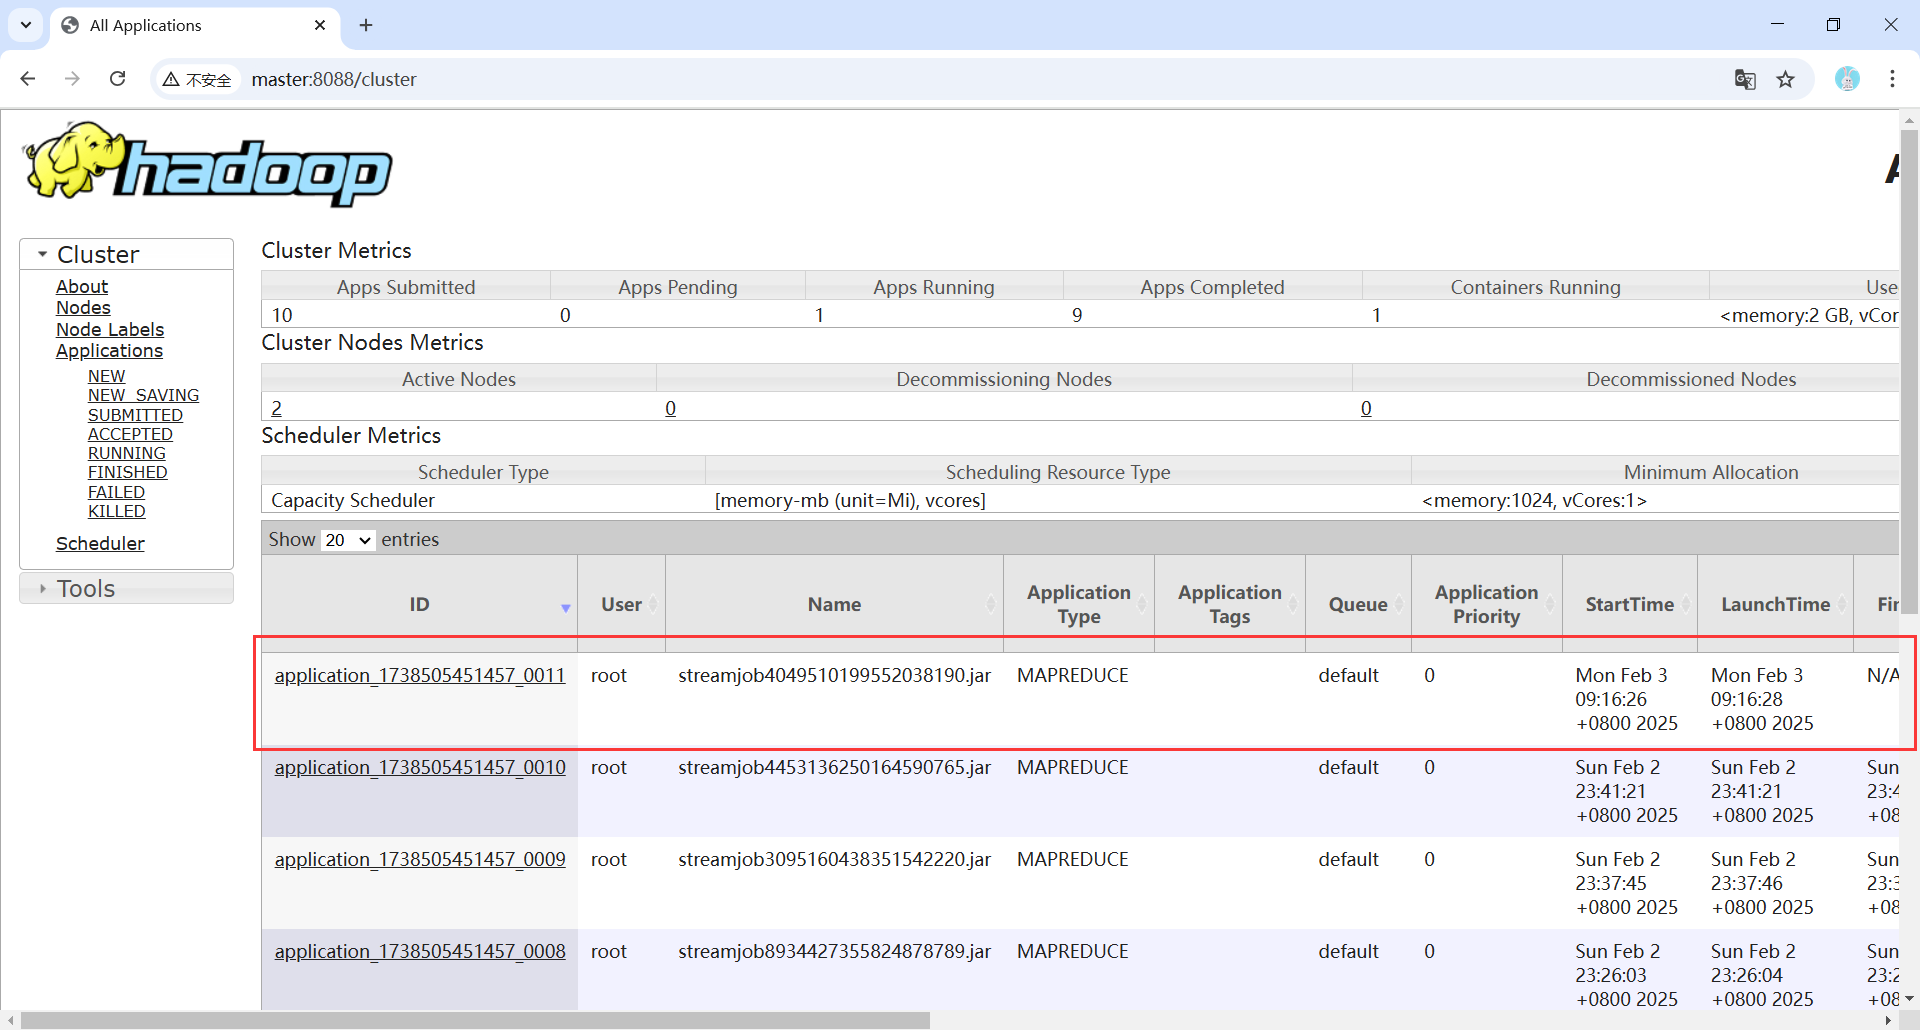 All Applications
不安全 master:8088/cluster
hadoop
Cluster
About
Nodes
Node Labels
Applications
NEW
NEW_SAVING
SUBMITTED
ACCEPTED
RUNNING
FINISHED
FAILED
KILLED
Scheduler
Tools
Cluster Metrics
Apps Submitted Apps Pending Apps Running Apps Completed Containers Running Use
10 0 1 9 1 <memory:2 GB, vCor
Cluster Nodes Metrics
Active Nodes Decommissioning Nodes Decommissioned Nodes
2 0 0
Scheduler Metrics
Scheduler Type Scheduling Resource Type Minimum Allocation
Capacity Scheduler [memory-mb (unit=Mi), vcores] <memory:1024, vCores:1>
Show 20 entries
ID User Name Application Type Application Tags Queue Application Priority StartTime LaunchTime Fir
application_1738505451457_0011 root streamjob4049510199552038190.jar MAPREDUCE default 0 Mon Feb 3 Mon Feb 3 N/A
09:16:26 09:16:28
+0800 2025 +0800 2025
application_1738505451457_0010 root streamjob4453136250164590765.jar MAPREDUCE default 0 Sun Feb 2 Sun Feb 2 Sun
23:41:21 23:41:21 23:4
+0800 2025 +0800 2025 +08
application_1738505451457_0009 root streamjob3095160438351542220.jar MAPREDUCE default 0 Sun Feb 2 Sun Feb 2 Sun
23:37:45 23:37:46 23:3
+0800 2025 +0800 2025 +08
application_1738505451457_0008 root streamjob8934427355824878789.jar MAPREDUCE default 0 Sun Feb 2 Sun Feb 2 Sun
23:26:03 23:26:04 23:2
+0800 2025 +0800 2025 +08